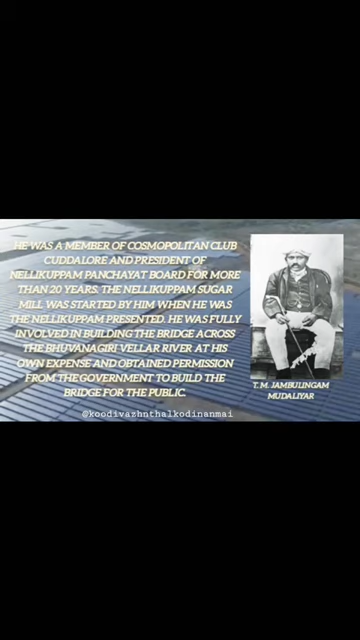 HE WAS A MEMBER OF COSMOPOLITAN CLUB
CUDDALORE AND PRESIDENT OF
NELLIKUPPAM PANCHAYAT BOARD FOR MORE
THAN 20 YEARS. THE NELLIKUPPAM SUGAR
MILL WAS STARTED BY HIM WHEN HE WAS
THE NELLIKUPPAM PRESENTED. HE WAS FULLY
INVOLVED IN BUILDING THE BRIDGE ACROSS
THE BHUVANAGIRI VELLAR RIVER AT HIS
OWN EXPENSE AND OBTAINED PERMISSION
FROM THE GOVERNMENT TO BUILD THE
BRIDGE FOR THE PUBLIC.
T. M. JAMBULINGAM
MUDALIYAR
@koodivazhnthalkodinanmai